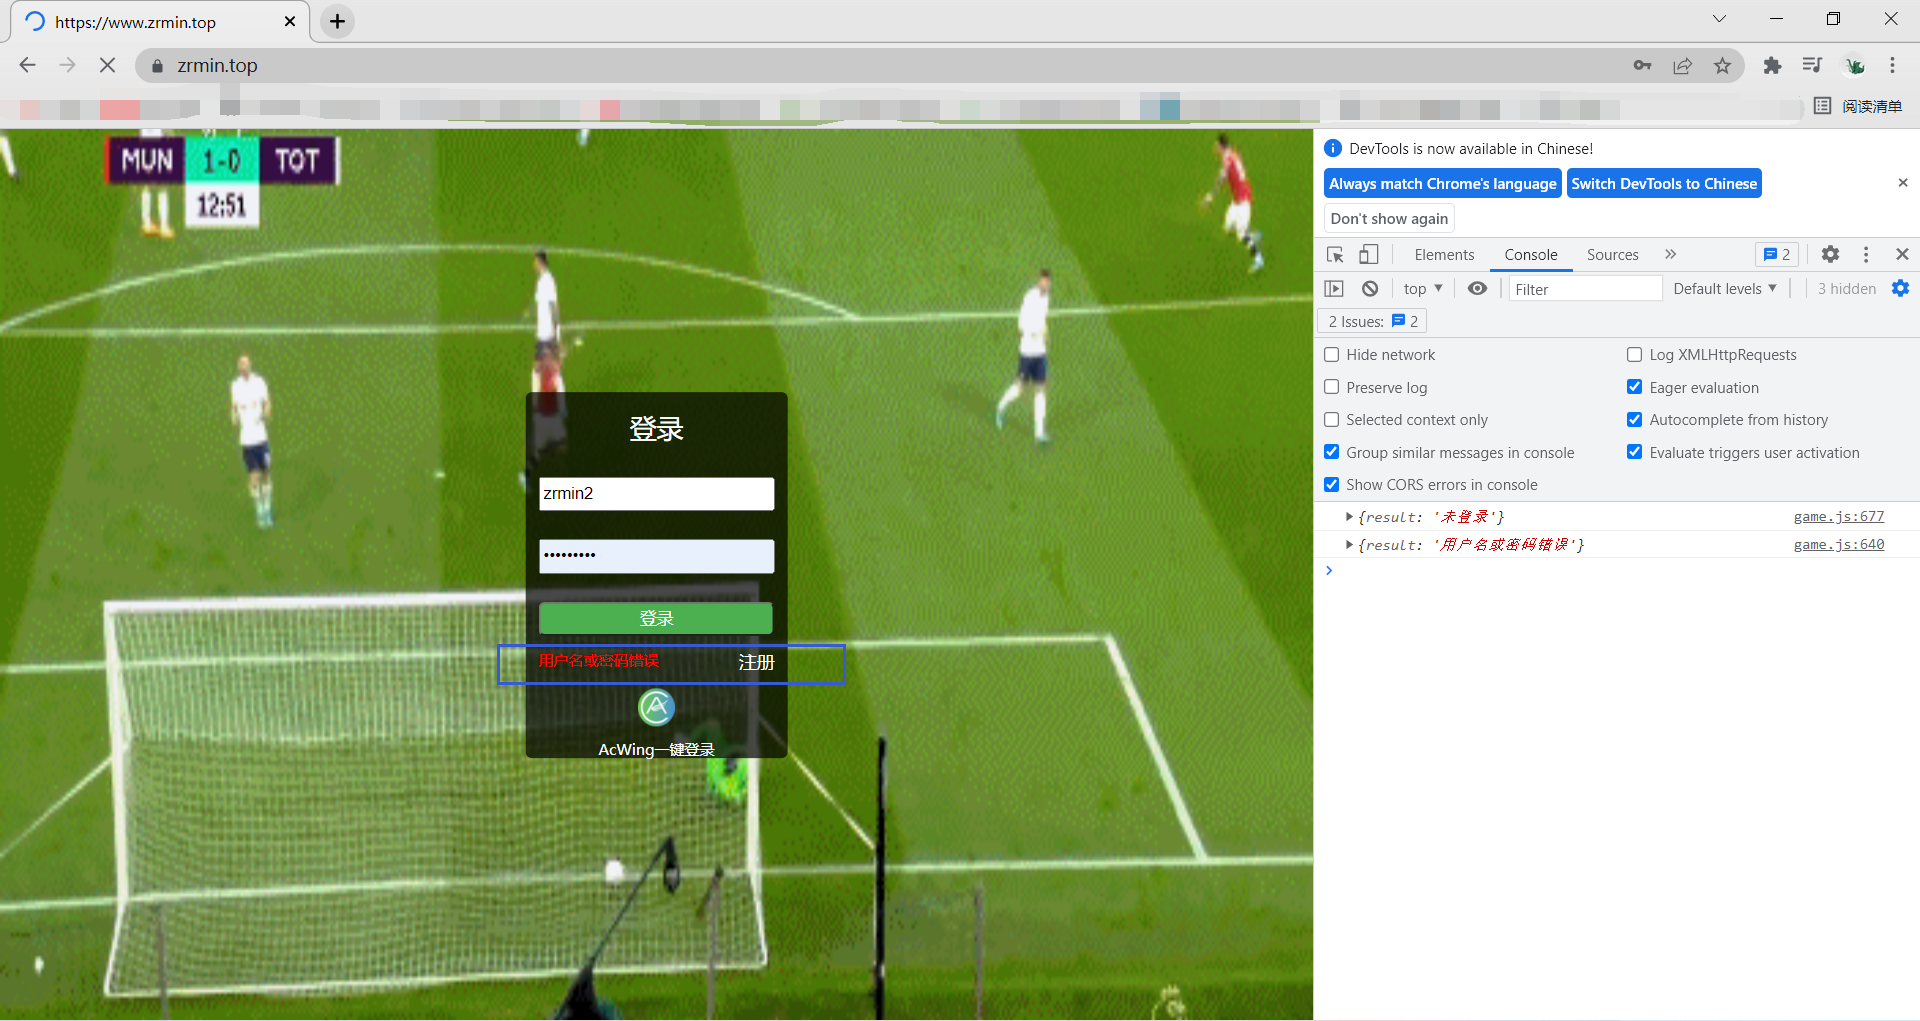 https://www.zrmin.top
zrmin.top
阅读清单
MUN 1-0 TOT
12:51
登录
zrmin2
•••••••••
登录
用户名或密码错误 注册
AcWing一键登录
DevTools is now available in Chinese!
Always match Chrome's language Switch DevTools to Chinese
Don't show again
Elements Console Sources 2
top Filter Default levels 3 hidden
2 Issues: 2
Hide network Log XMLHttpRequests
Preserve log Eager evaluation
Selected context only Autocomplete from history
Group similar messages in console Evaluate triggers user activation
Show CORS errors in console
{result: '未登录'} game.js:677
{result: '用户名或密码错误'} game.js:640